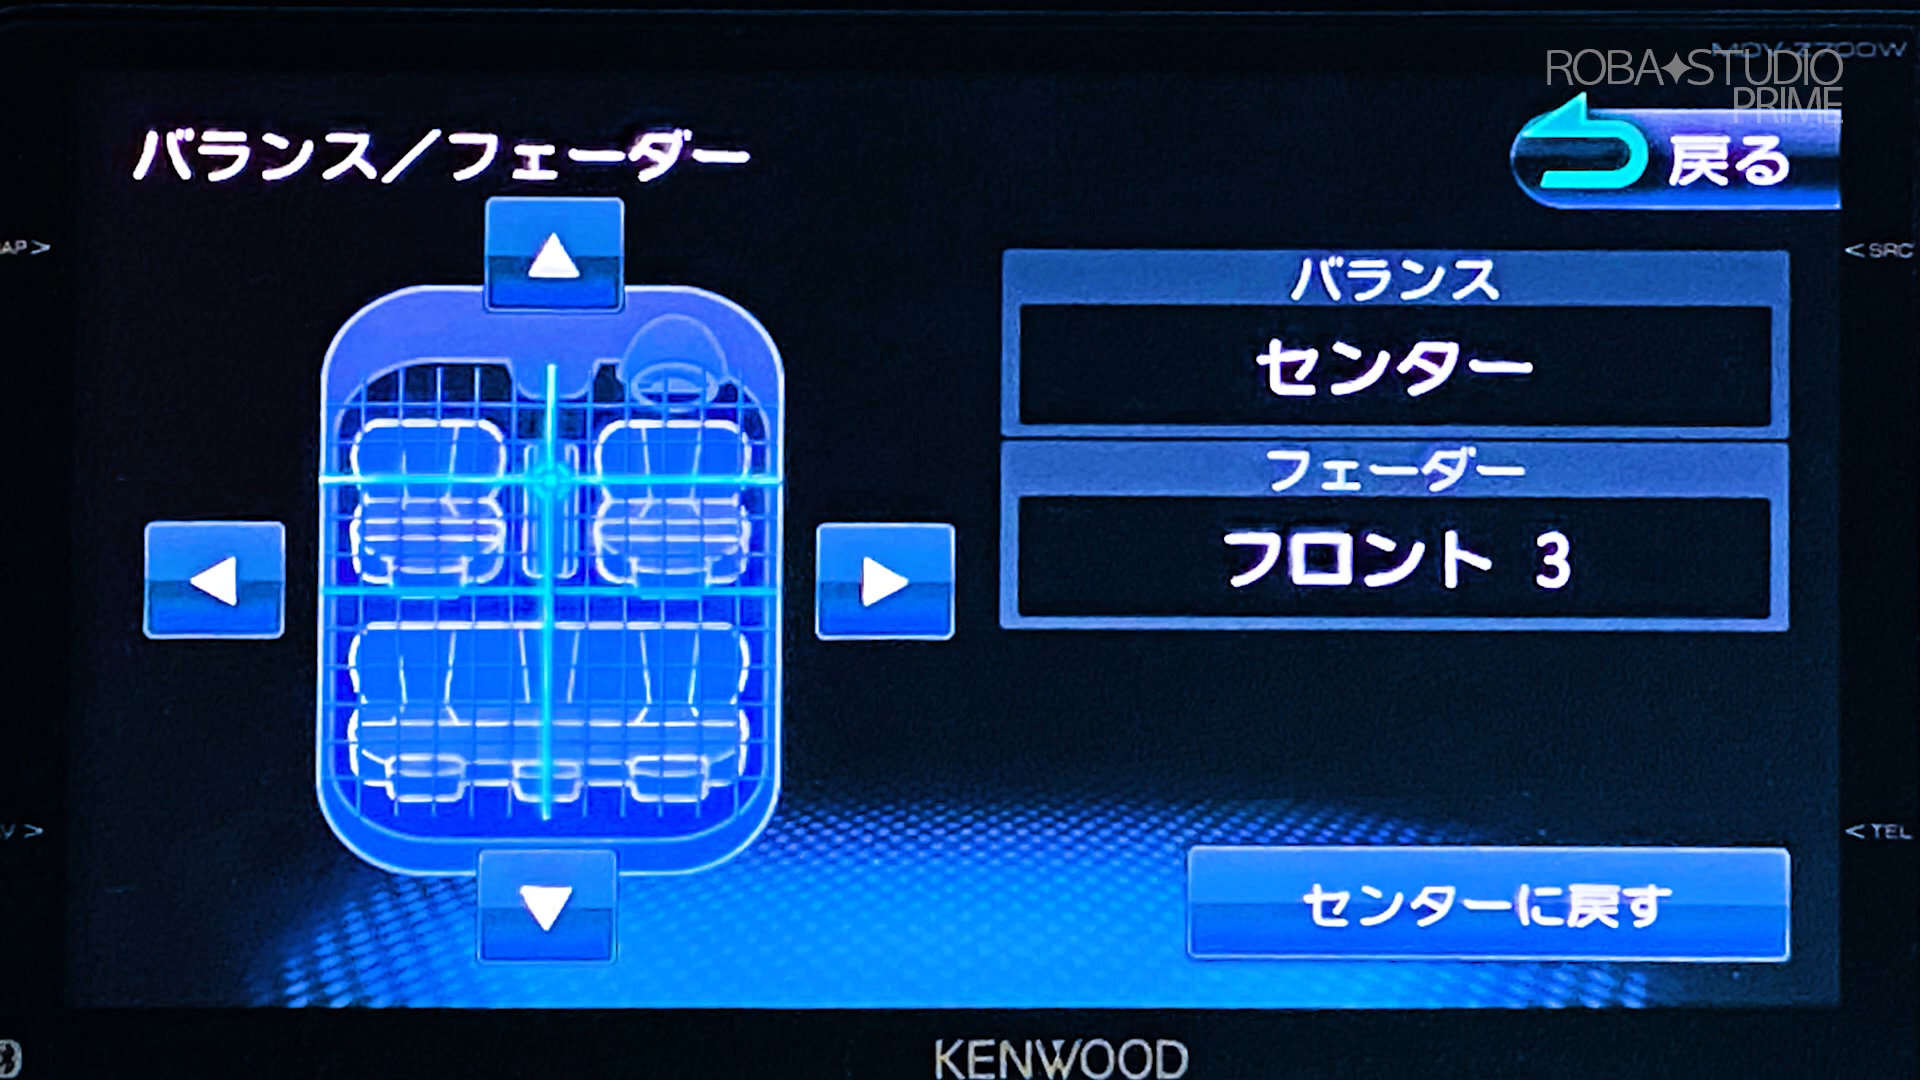 ROBA✦STUDIO
PRIME
バランス/フェーダー
戻る
AP >
< SRC
バランス
センター
フェーダー
フロント 3
V >
< TEL
センターに戻す
KENWOOD